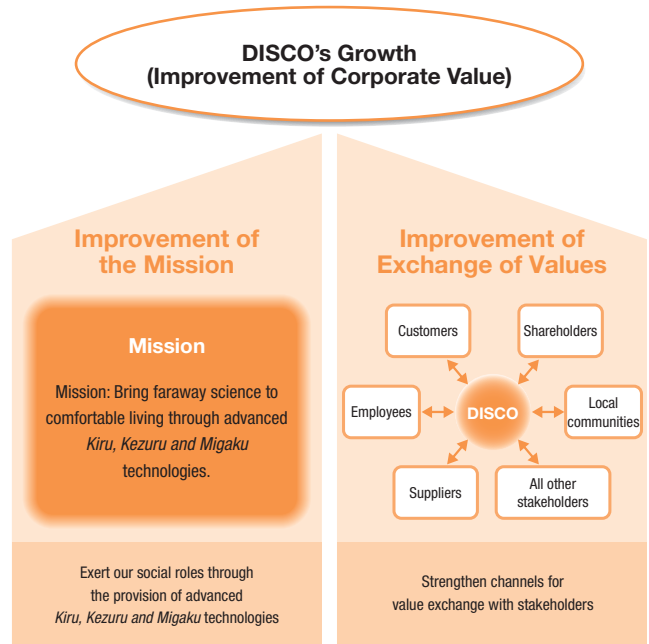 DISCO's Growth
(Improvement of Corporate Value)
Improvement of
the Mission
Mission
Mission: Bring faraway science to
comfortable living through advanced
Kiru, Kezuru and Migaku
technologies.
Exert our social roles through
the provision of advanced
Kiru, Kezuru and Migaku technologies
Improvement of
Exchange of Values
Customers
Shareholders
Employees
DISCO
Local
communities
Suppliers
All other
stakeholders
Strengthen channels for
value exchange with stakeholders